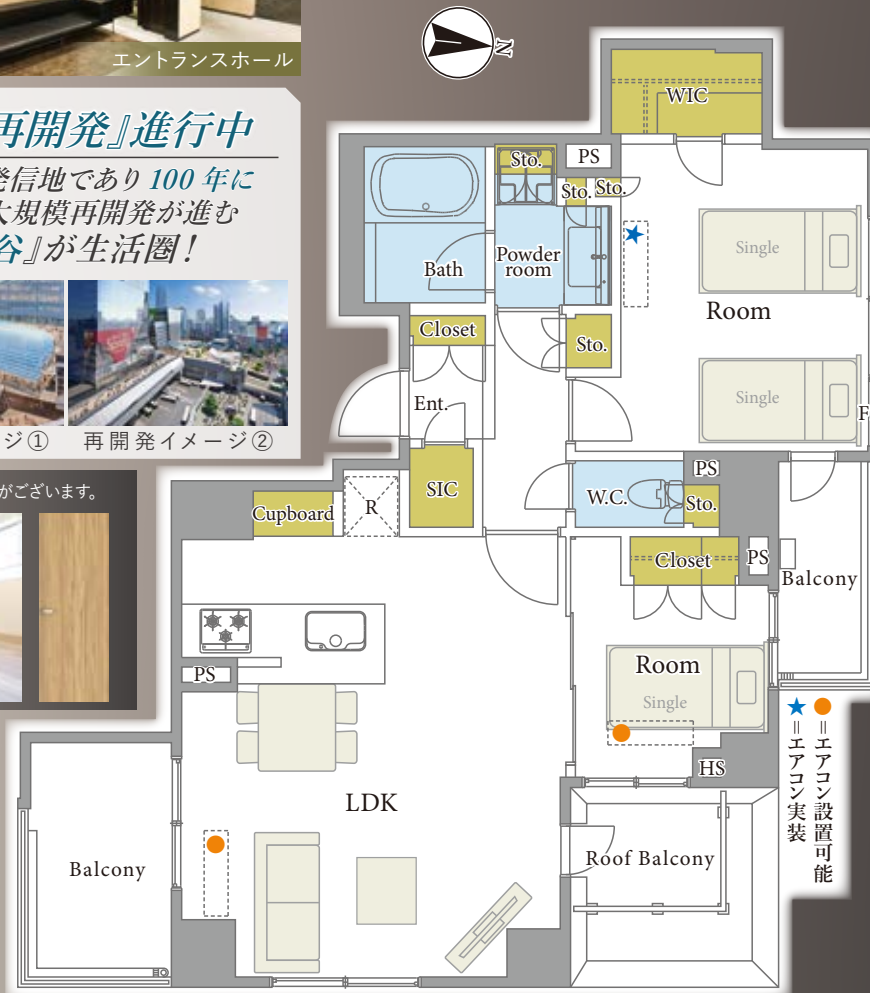 エントランスホール
再開発』進行中
発信地であり100年に
大規模再開発が進む
谷』が生活圏！
ジ① 再開発イメージ②
がございます。
N
WIC
Sto.
PS
Sto. Sto.
Single
Bath
Powder
room
Room
Closet
Sto.
Single
Ent.
F
SIC
W.C.
PS
Sto.
Cupboard
R
Closet
PS
Balcony
Room
Single
PS
HS
LDK
Balcony
Roof Balcony
●＝エアコン設置可能
★＝エアコン実装